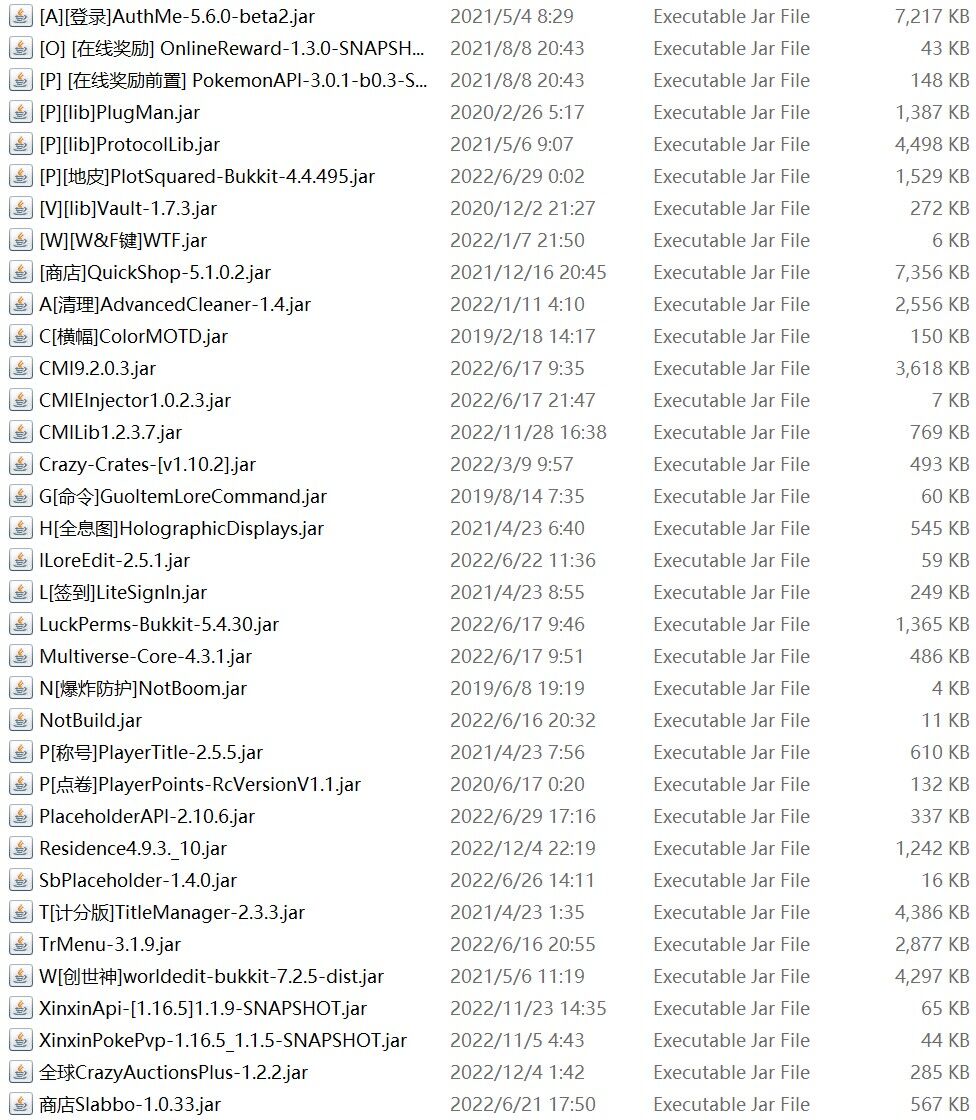 [A][登录]AuthMe-5.6.0-beta2.jar 2021/5/4 8:29 Executable Jar File 7,217 KB
[O] [在线奖励] OnlineReward-1.3.0-SNAPSH... 2021/8/8 20:43 Executable Jar File 43 KB
[P] [在线奖励前置] PokemonAPI-3.0.1-b0.3-S... 2021/8/8 20:43 Executable Jar File 148 KB
[P][lib]PlugMan.jar 2020/2/26 5:17 Executable Jar File 1,387 KB
[P][lib]ProtocolLib.jar 2021/5/6 9:07 Executable Jar File 4,498 KB
[P][地皮]PlotSquared-Bukkit-4.4.495.jar 2022/6/29 0:02 Executable Jar File 1,529 KB
[V][lib]Vault-1.7.3.jar 2020/12/2 21:27 Executable Jar File 272 KB
[W][W&F键]WTF.jar 2022/1/7 21:50 Executable Jar File 6 KB
[商店]QuickShop-5.1.0.2.jar 2021/12/16 20:45 Executable Jar File 7,356 KB
A[清理]AdvancedCleaner-1.4.jar 2022/1/11 4:10 Executable Jar File 2,556 KB
C[横幅]ColorMOTD.jar 2019/2/18 14:17 Executable Jar File 150 KB
CMI9.2.0.3.jar 2022/6/17 9:35 Executable Jar File 3,618 KB
CMIEInjector1.0.2.3.jar 2022/6/17 21:47 Executable Jar File 7 KB
CMILib1.2.3.7.jar 2022/11/28 16:38 Executable Jar File 769 KB
Crazy-Crates-[v1.10.2].jar 2022/3/9 9:57 Executable Jar File 493 KB
G[命令]GuoItemLoreCommand.jar 2019/8/14 7:35 Executable Jar File 60 KB
H[全息图]HolographicDisplays.jar 2021/4/23 6:40 Executable Jar File 545 KB
ILoreEdit-2.5.1.jar 2022/6/22 11:36 Executable Jar File 59 KB
L[签到]LiteSignIn.jar 2021/4/23 8:55 Executable Jar File 249 KB
LuckPerms-Bukkit-5.4.30.jar 2022/6/17 9:46 Executable Jar File 1,365 KB
Multiverse-Core-4.3.1.jar 2022/6/17 9:51 Executable Jar File 486 KB
N[爆炸防护]NotBoom.jar 2019/6/8 19:19 Executable Jar File 4 KB
NotBuild.jar 2022/6/16 20:32 Executable Jar File 11 KB
P[称号]PlayerTitle-2.5.5.jar 2021/4/23 7:56 Executable Jar File 610 KB
P[点卷]PlayerPoints-RcVersionV1.1.jar 2020/6/17 0:20 Executable Jar File 132 KB
PlaceholderAPI-2.10.6.jar 2022/6/29 17:16 Executable Jar File 337 KB
Residence4.9.3._10.jar 2022/12/4 22:19 Executable Jar File 1,242 KB
SbPlaceholder-1.4.0.jar 2022/6/26 14:11 Executable Jar File 16 KB
T[计分版]TitleManager-2.3.3.jar 2021/4/23 1:35 Executable Jar File 4,386 KB
TrMenu-3.1.9.jar 2022/6/16 20:55 Executable Jar File 2,877 KB
W[创世神]worldedit-bukkit-7.2.5-dist.jar 2021/5/6 11:19 Executable Jar File 4,297 KB
XinxinApi-[1.16.5]1.1.9-SNAPSHOT.jar 2022/11/23 14:35 Executable Jar File 65 KB
XinxinPokePvp-1.16.5_1.1.5-SNAPSHOT.jar 2022/11/5 4:43 Executable Jar File 44 KB
全球CrazyAuctionsPlus-1.2.2.jar 2022/12/4 1:42 Executable Jar File 285 KB
商店Slabbo-1.0.33.jar 2022/6/21 17:50 Executable Jar File 567 KB